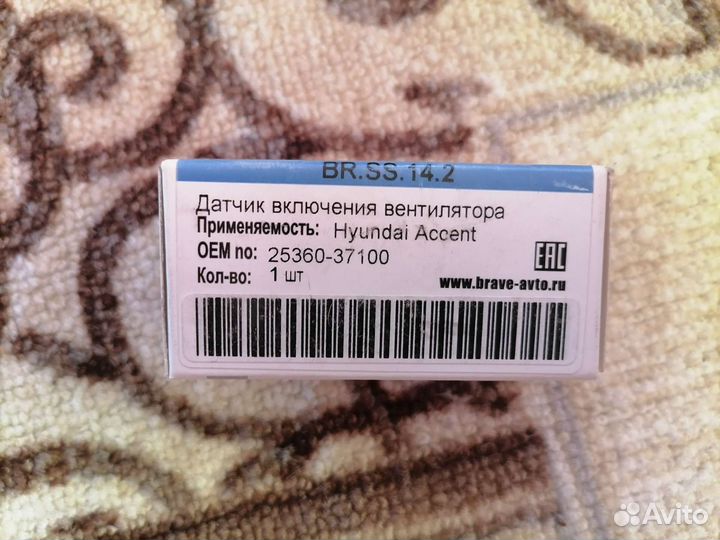 BR.SS.14.2
Датчик включения вентилятора
Применяемость: Hyundai Accent
OEM no: 25360-37100
Кол-во: 1 шт
EAC
www.brave-avto.ru
Avito